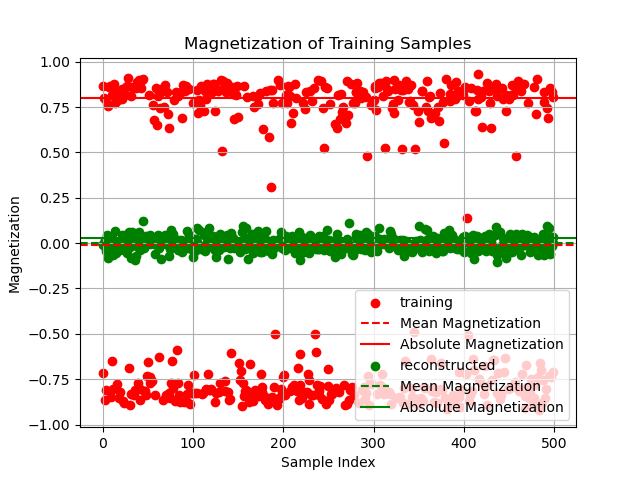 Magnetization of Training Samples
Magnetization
1.00
0.75
0.50
0.25
0.00
−0.25
−0.50
−0.75
−1.00
training
Mean Magnetization
Absolute Magnetization
reconstructed
Mean Magnetization
Absolute Magnetization
0 100 200 300 400 500
Sample Index